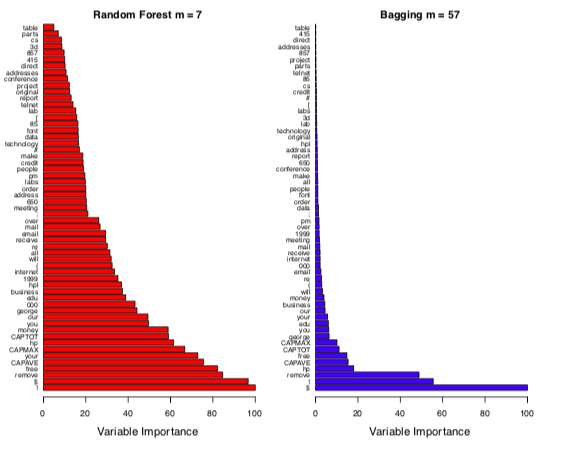 Random Forest m = 7
table
parts
cs
3d
857
415
direct
addresses
conference
project
original
report
telnet
lab
[
85
font
data
technology
#
make
credit
people
pm
labs
order
address
650
meeting
;
over
mail
email
receive
re
all
will
(
internet
1999
hpl
business
edu
000
george
our
you
money
CAPTOT
hp
CAPMAX
your
CAPAVE
free
remove
$
!
0 20 40 60 80 100
Variable Importance
Bagging m = 57
table
415
direct
addresses
857
project
parts
telnet
85
cs
credit
#
[
labs
3d
lab
technology
original
hpl
address
report
650
conference
make
all
people
font
order
data
;
pm
over
1999
meeting
mail
receive
internet
000
email
re
(
will
money
business
our
your
edu
you
george
CAPMAX
CAPTOT
free
CAPAVE
hp
remove
!
$
0 20 40 60 80 100
Variable Importance